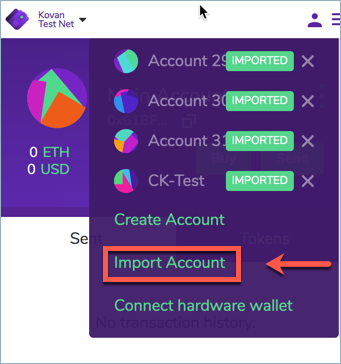 Kovan
Test Net
Account 29 IMPORTED
Account 30 IMPORTED
Account 31 IMPORTED
CK-Test IMPORTED
0 ETH
0 USD
Create Account
Sent
Tokens
Import Account
Connect hardware wallet
No transaction history.